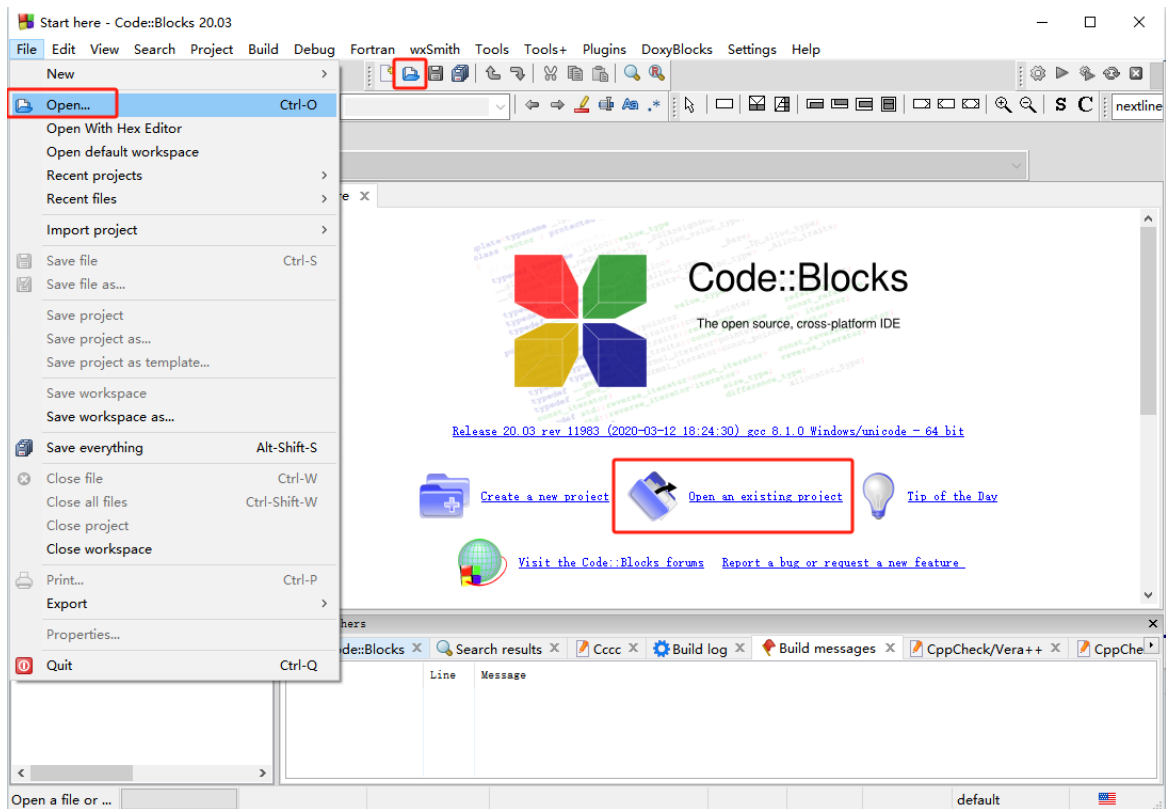 Start here - Code::Blocks 20.03
File Edit View Search Project Build Debug Fortran wxSmith Tools Tools+ Plugins DoxyBlocks Settings Help
New
Open... Ctrl-O
Open With Hex Editor
Open default workspace
Recent projects
Recent files
Import project
Save file Ctrl-S
Save file as...
Save project
Save project as...
Save project as template...
Save workspace
Save workspace as...
Save everything Alt-Shift-S
Close file Ctrl-W
Close all files Ctrl-Shift-W
Close project
Close workspace
Print... Ctrl-P
Export
Properties...
Quit Ctrl-Q
S C nextline
re
Code::Blocks
The open source, cross-platform IDE
Release 20.03 rev 11983 (2020-03-12 18:24:30) gcc 8.1.0 Windows/unicode - 64 bit
Create a new project Open an existing project Tip of the Day
Visit the Code::Blocks forums Report a bug or request a new feature
hers
de::Blocks Search results Cccc Build log Build messages CppCheck/Vera++ CppChe
Line Message
Open a file or ... default